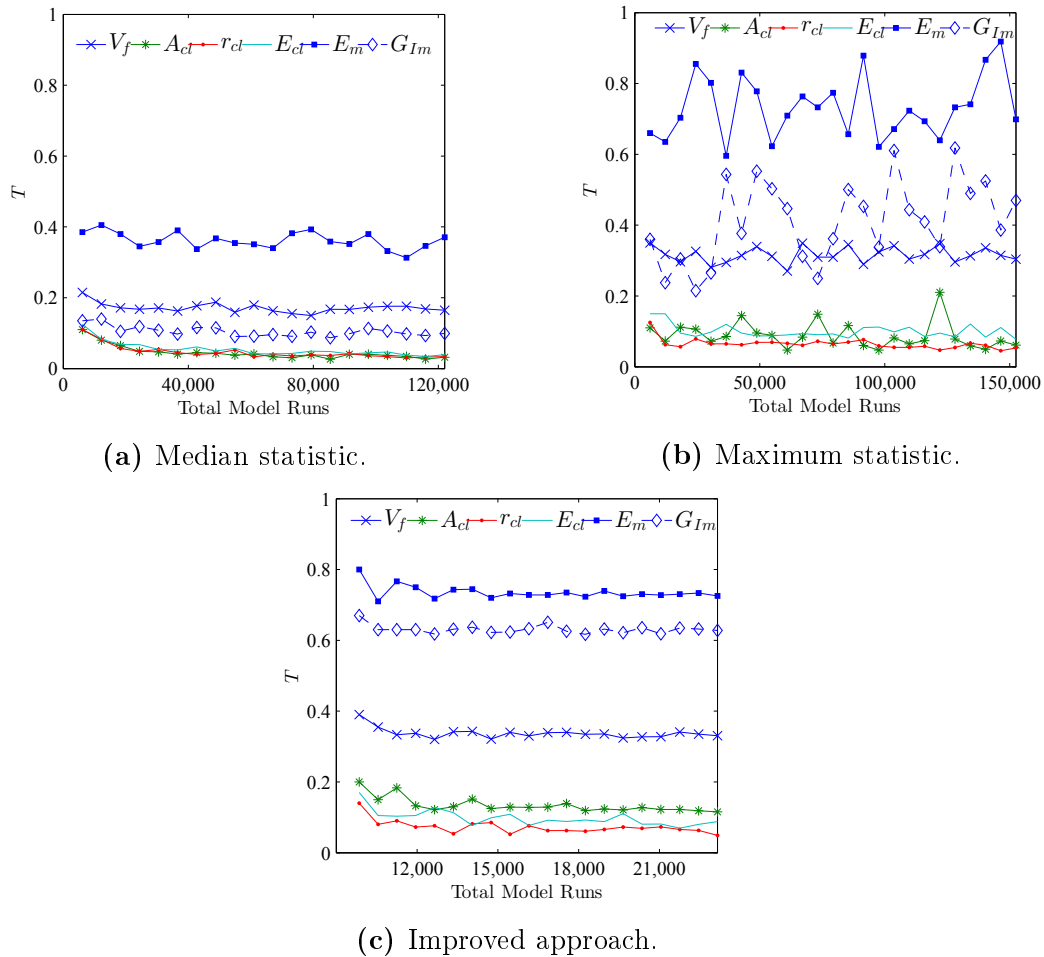 1
V_f A_cl r_cl E_cl E_m G_Im
0.8
0.6
T
0.4
0.2
0
0 40,000 80,000 120,000
Total Model Runs
(a) Median statistic.
1
V_f A_cl r_cl E_cl E_m G_Im
0.8
0.6
T
0.4
0.2
0
0 50,000 100,000 150,000
Total Model Runs
(b) Maximum statistic.
1
V_f A_cl r_cl E_cl E_m G_Im
0.8
0.6
T
0.4
0.2
0
12,000 15,000 18,000 21,000
Total Model Runs
(c) Improved approach.